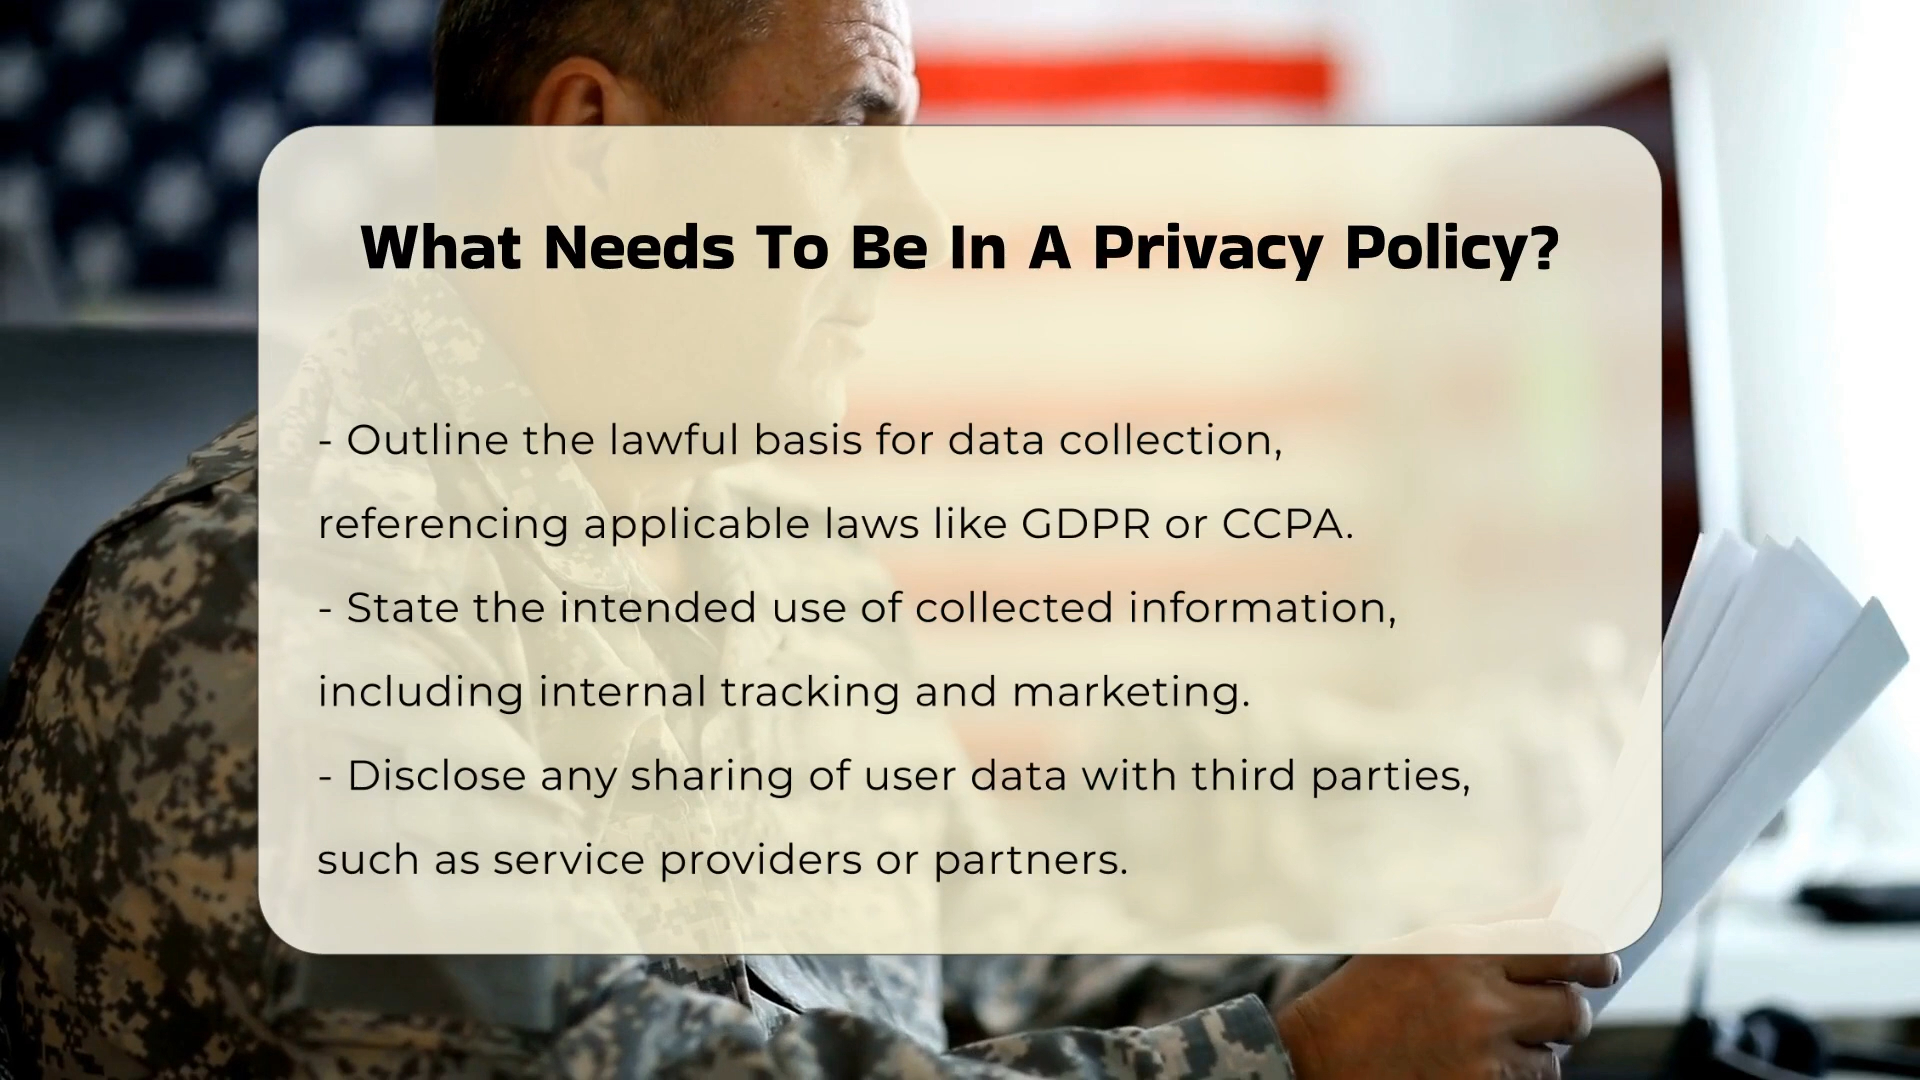 What Needs To Be In A Privacy Policy?
- Outline the lawful basis for data collection,
referencing applicable laws like GDPR or CCPA.
- State the intended use of collected information,
including internal tracking and marketing.
- Disclose any sharing of user data with third parties,
such as service providers or partners.